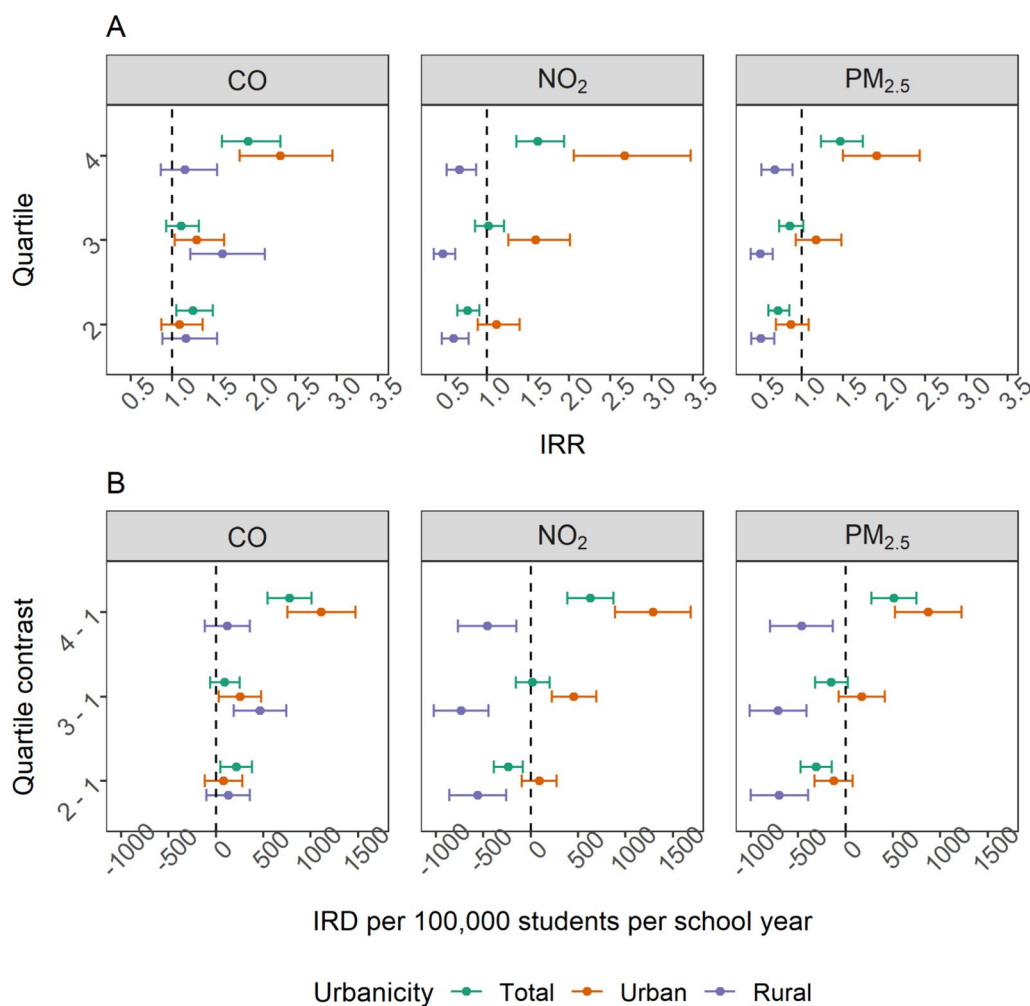 A
CO NO₂ PM₂.₅
Quartile
4
3
2
0.5 1.0 1.5 2.0 2.5 3.0 3.5 0.5 1.0 1.5 2.0 2.5 3.0 3.5 0.5 1.0 1.5 2.0 2.5 3.0 3.5
IRR
B
CO NO₂ PM₂.₅
Quartile contrast
4 - 1
3 - 1
2 - 1
-1000 -500 0 500 1000 1500 -1000 -500 0 500 1000 1500 -1000 -500 0 500 1000 1500
IRD per 100,000 students per school year
Urbanicity Total Urban Rural